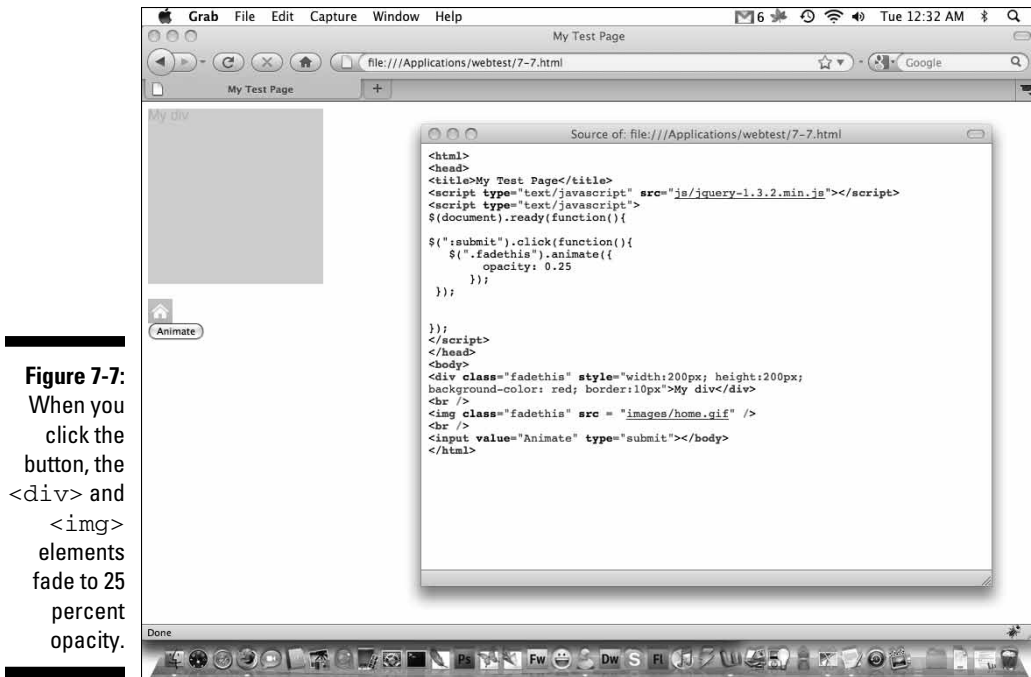 Grab File Edit Capture Window Help 6 Tue 12:32 AM
My Test Page
file:///Applications/webtest/7-7.html Google
My Test Page +
My div
Animate
Source of: file:///Applications/webtest/7-7.html
<html>
<head>
<title>My Test Page</title>
<script type="text/javascript" src="js/jquery-1.3.2.min.js"></script>
<script type="text/javascript">
$(document).ready(function(){
$(":submit").click(function(){
$(".fadethis").animate({
opacity: 0.25
});
});
});
</script>
</head>
<body>
<div class="fadethis" style="width:200px; height:200px;
background-color: red; border:10px">My div</div>
<br />
<img class="fadethis" src = "images/home.gif" />
<br />
<input value="Animate" type="submit"></body>
</html>
Done
Ps Fw Dw S Fl
Figure 7-7:
When you
click the
button, the
<div> and
<img>
elements
fade to 25
percent
opacity.